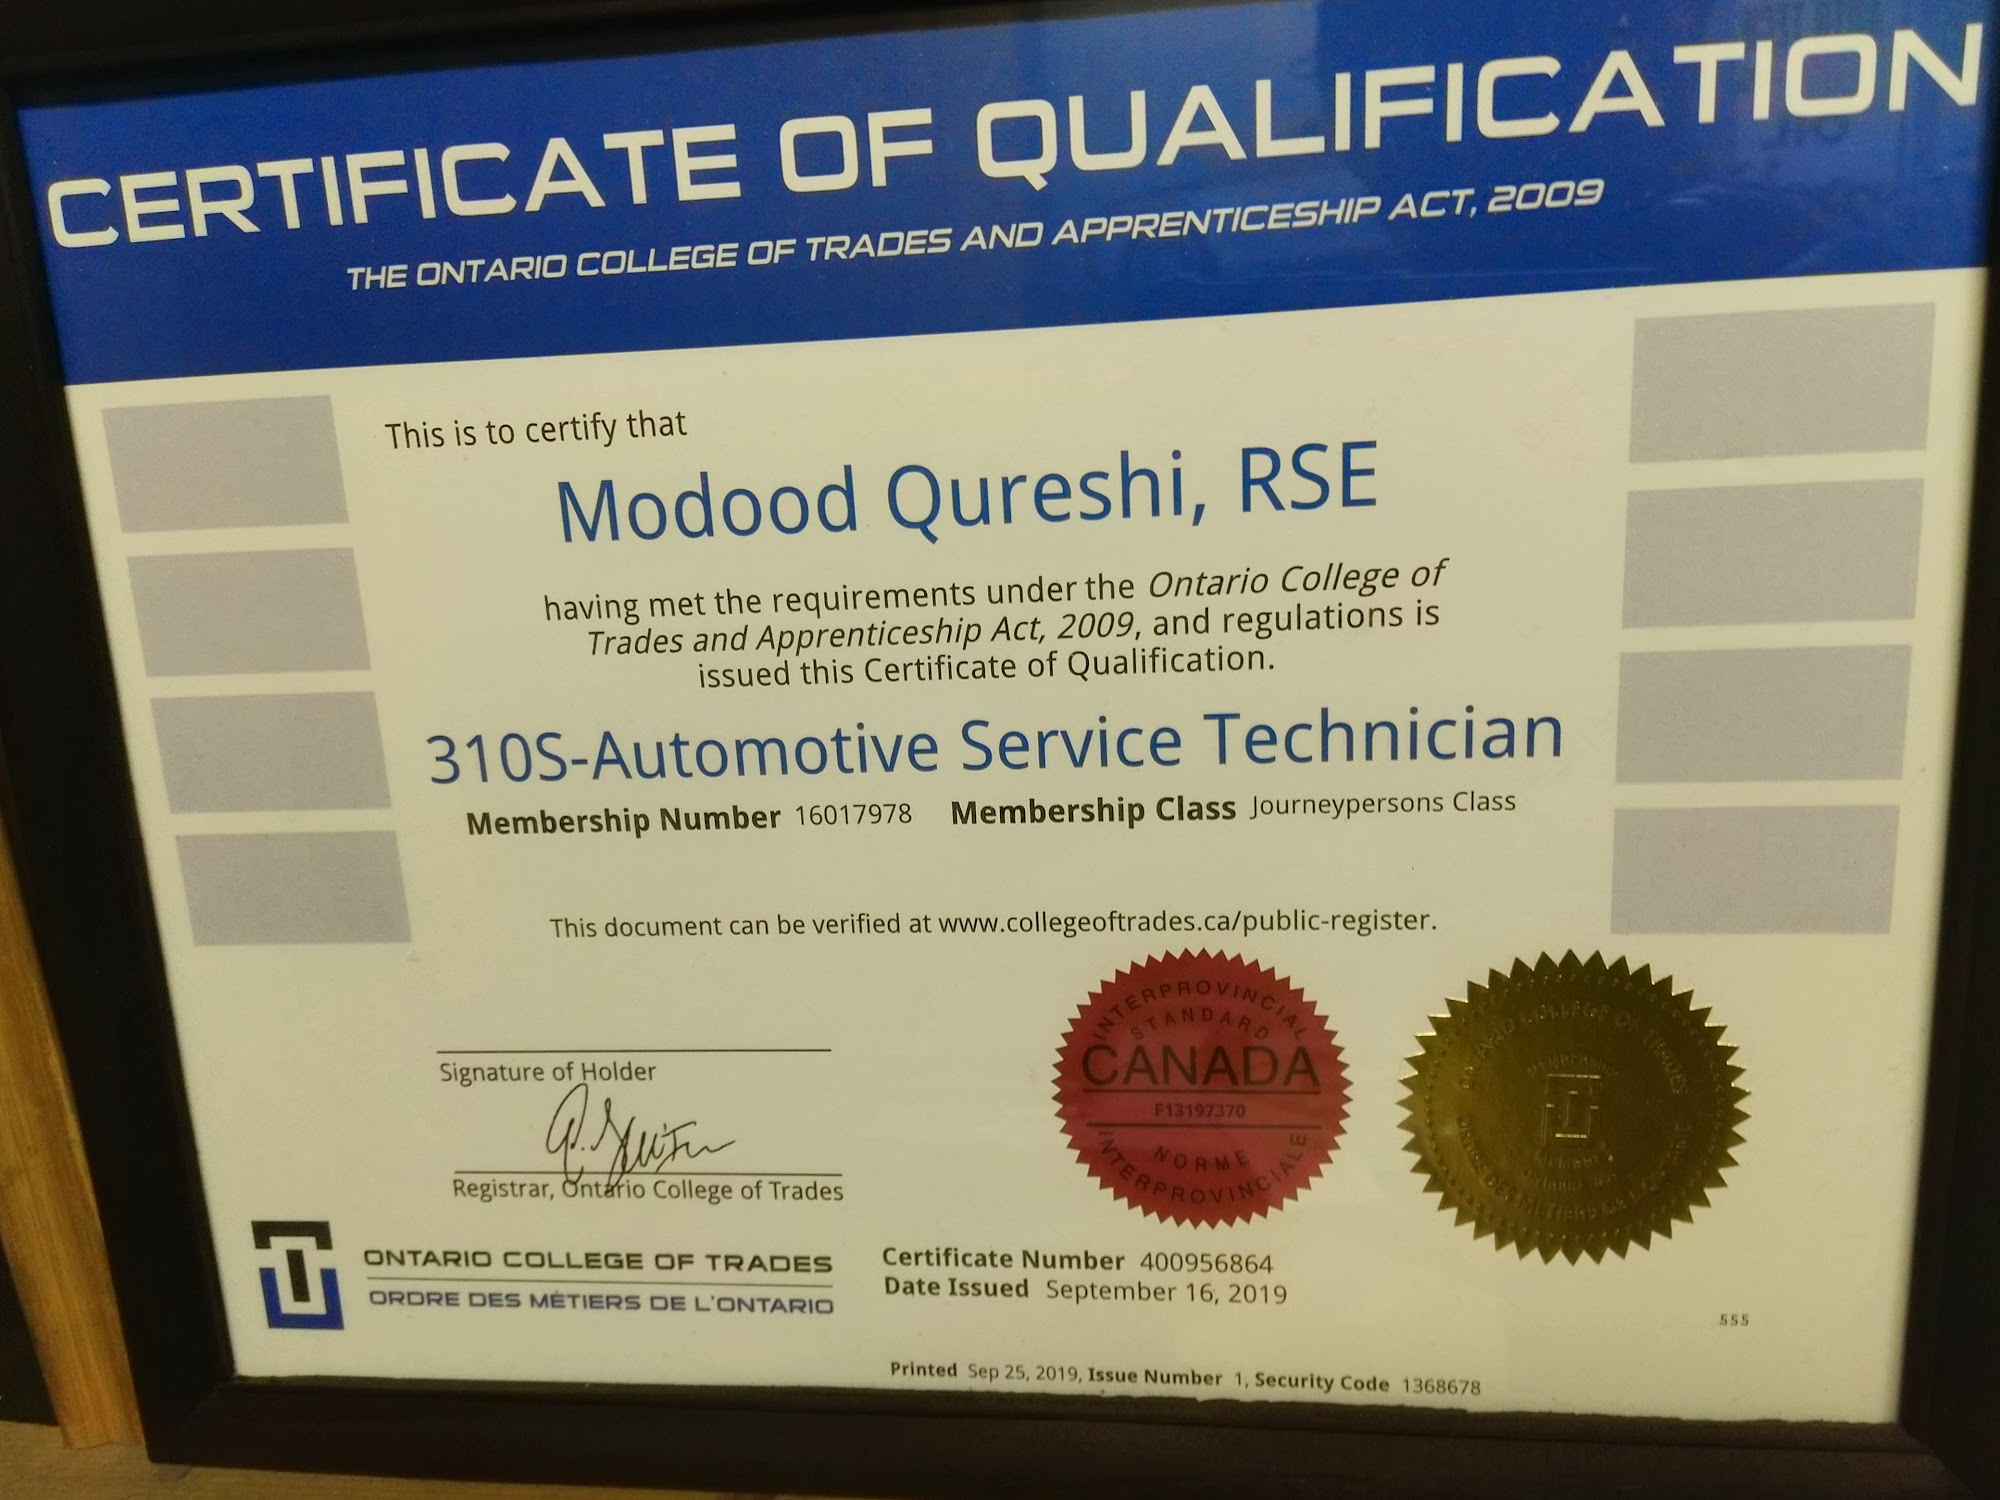 CERTIFICATE OF QUALIFICATION
THE ONTARIO COLLEGE OF TRADES AND APPRENTICESHIP ACT, 2009
This is to certify that
Modood Qureshi, RSE
having met the requirements under the Ontario College of
Trades and Apprenticeship Act, 2009, and regulations is
issued this Certificate of Qualification.
310S-Automotive Service Technician
Membership Number 16017978 Membership Class Journeypersons Class
This document can be verified at www.collegeoftrades.ca/public-register.
INTERPROVINCIAL
STANDARD
CANADA
F13197370
NORME
INTERPROVINCIALE
COLLEGE OF TRADES
Signature of Holder
Registrar, Ontario College of Trades
ONTARIO COLLEGE OF TRADES
ORDRE DES MÉTIERS DE L'ONTARIO
Certificate Number 400956864
Date Issued September 16, 2019
555
Printed Sep 25, 2019, Issue Number 1, Security Code 1368678